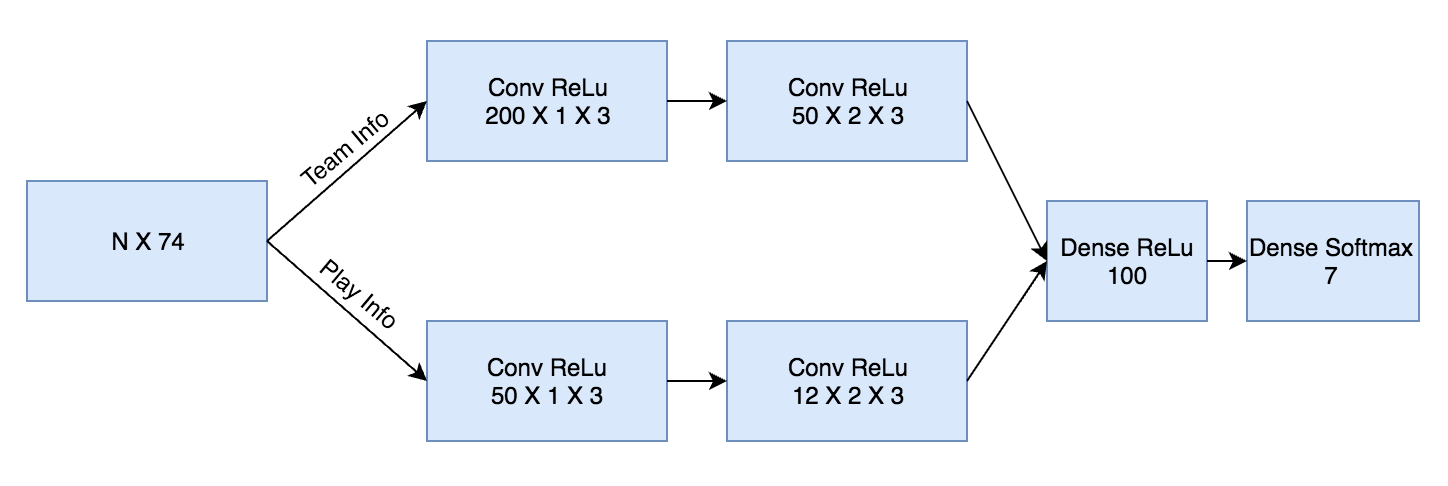 N X 74
Team Info
Play Info
Conv ReLu
200 X 1 X 3
Conv ReLu
50 X 2 X 3
Conv ReLu
50 X 1 X 3
Conv ReLu
12 X 2 X 3
Dense ReLu
100
Dense Softmax
7